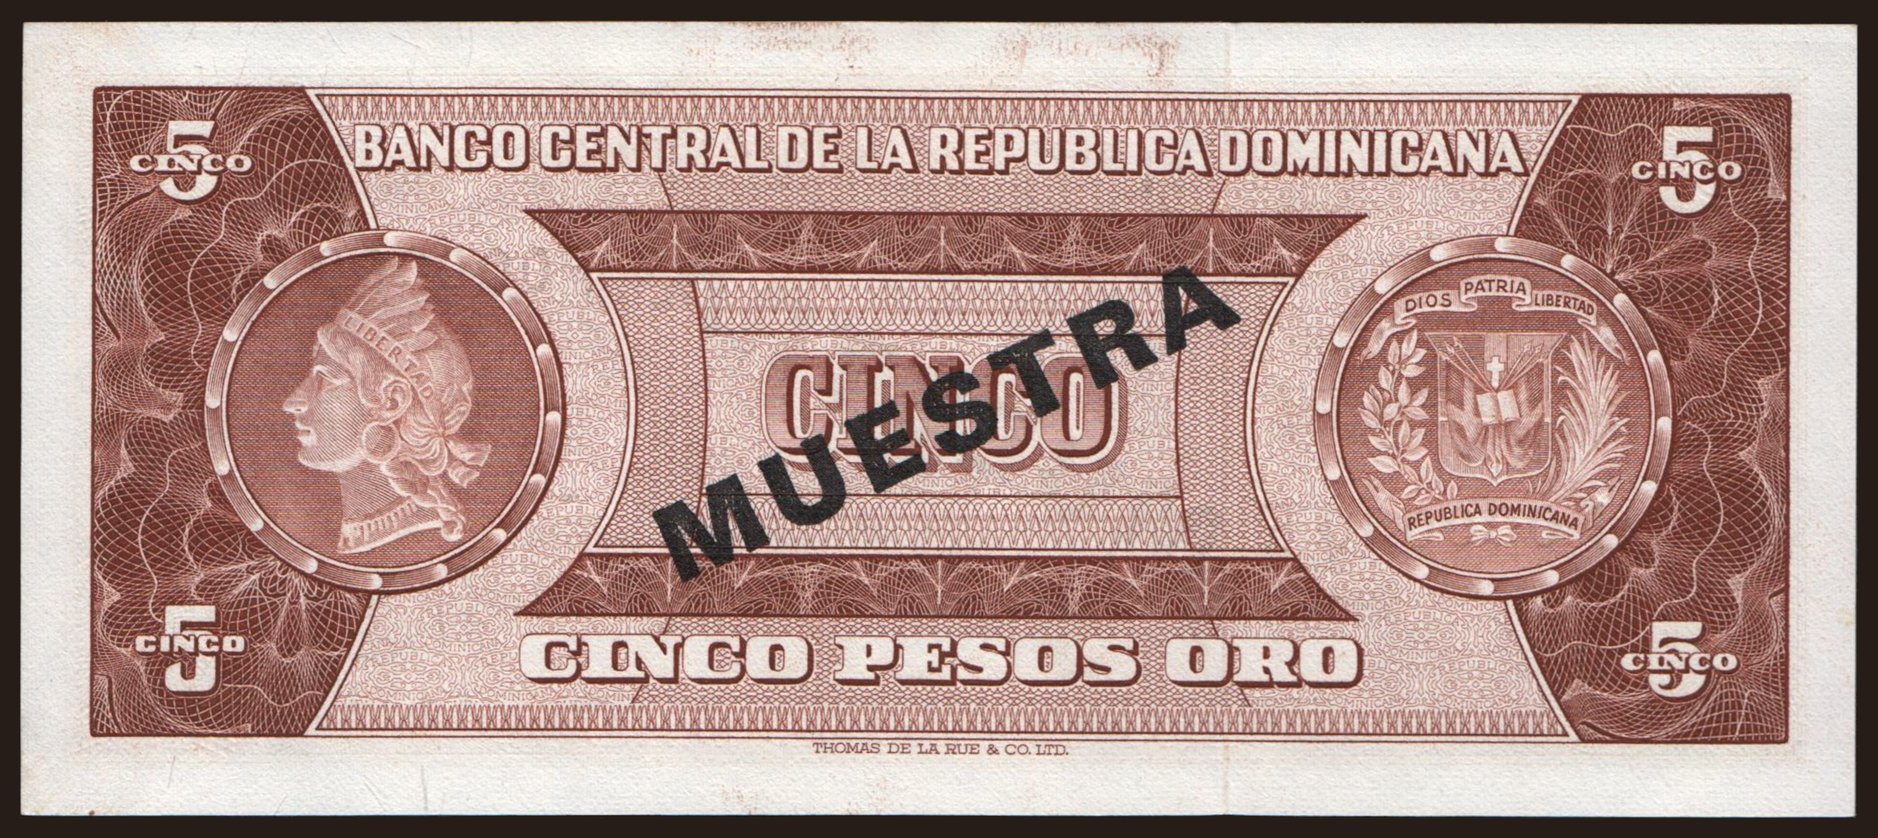 5
CINCO
BANCO CENTRAL DE LA REPUBLICA DOMINICANA
5
CINCO
LIBERTAD
DIOS PATRIA LIBERTAD
REPUBLICA DOMINICANA
CINCO
MUESTRA
5
CINCO
CINCO PESOS ORO
5
CINCO
THOMAS DE LA RUE & CO. LTD.